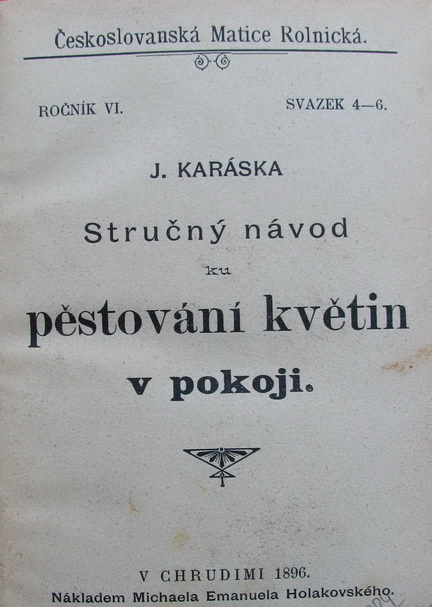 Českoslovanská Matice Rolnická.
ROČNÍK VI. SVAZEK 4—6.
J. KARÁSKA
Stručný návod
ku
pěstování květin
v pokoji.
V CHRUDIMI 1896.
Nákladem Michaela Emanuela Holakovského.